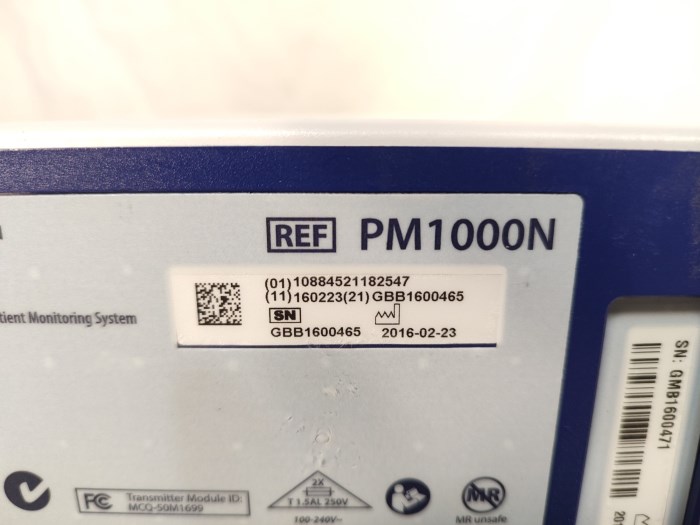 REF PM1000N
(01)10884521182547
(11)160223(21)GBB1600465
SN
GBB1600465 2016-02-23
Patient Monitoring System
SN: GMB1600471
FC Transmitter Module ID:
MCQ-50M1699
2X
T 1.5AL 250V
100-240V~
MR
MR unsafe